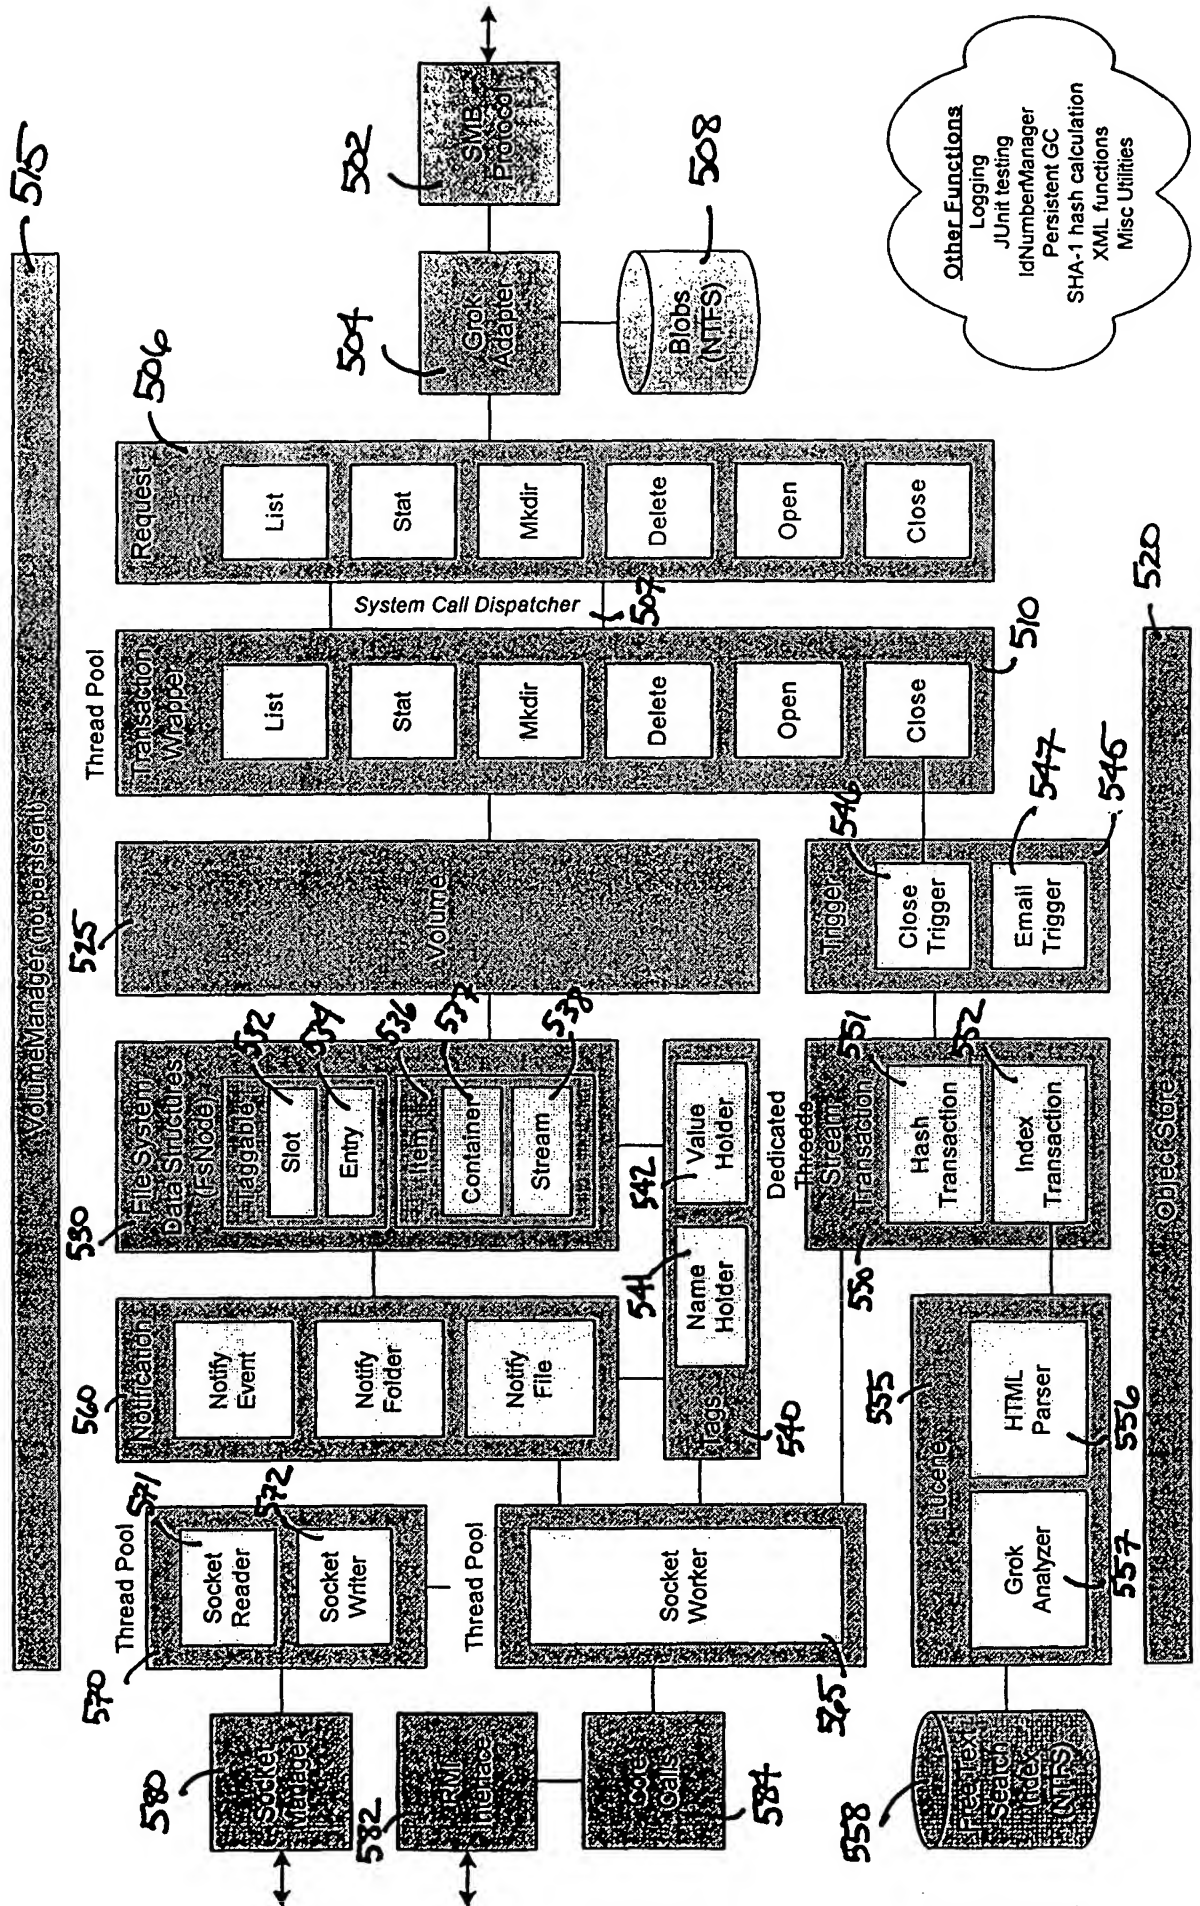 VolumeManager (not persistent)
515
Thread Pool
Thread Pool
570
571
Socket
Reader
572
Socket
Writer
580
Socket
582
RMI
Interface
584
Core
Calls
Thread Pool
Socket
Worker
565
560
Notification
Notify
Event
Notify
Folder
Notify
File
530
File System
Data Structures
(FsNode)
Taggable
532
Slot
534
Entry
536
Item
537
Container
538
Stream
540
Tags
541
Name
Holder
542
Value
Holder
525
Volume
Transaction
Wrapper
List
Stat
Mkdir
Delete
Open
Close
510
System Call Dispatcher
507
506
Request
List
Stat
Mkdir
Delete
Open
Close
504
Grok
Adapter
502
SMB
Protocol
508
Blobs
(NTFS)
Dedicated
Threads
550
Stream
Transaction
551
Hash
Transaction
552
Index
Transaction
Trigger
545
546
Close
Trigger
547
Email
Trigger
555
Lucene
HTML
Parser
556
Grok
Analyzer
557
558
Free Text
Search
Index
(NTFS)
520
ObjectStore
Other Functions
Logging
JUnit testing
IdNumberManager
Persistent GC
SHA-1 hash calculation
XML functions
Misc Utilities